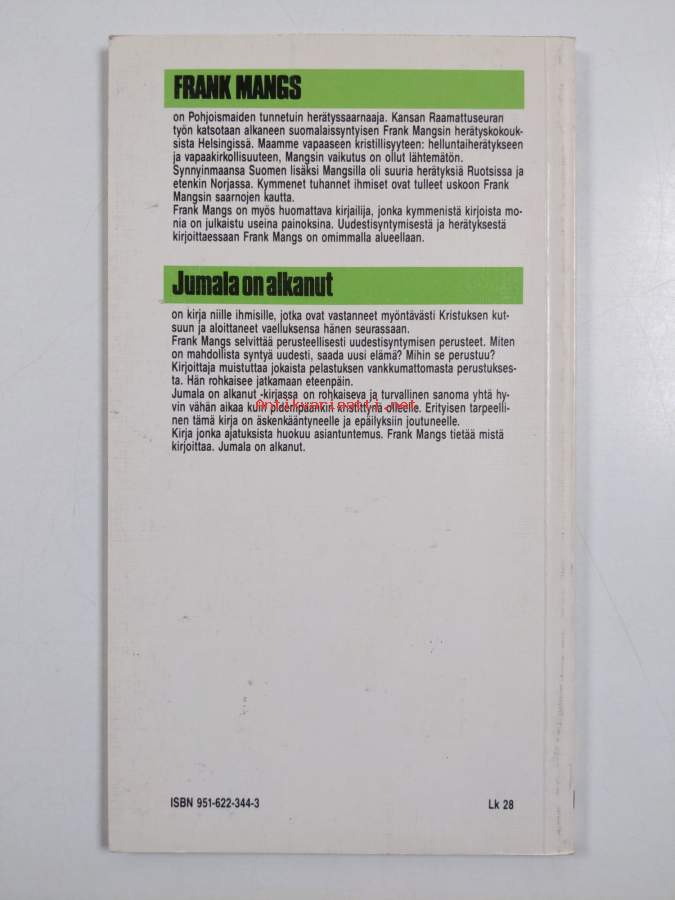 FRANK MANGS
on Pohjoismaiden tunnetuin herätyssaarnaaja. Kansan Raamattuseuran
työn katsotaan alkaneen suomalaissyntyisen Frank Mangsin herätyskokouk-
sista Helsingissä. Maamme vapaaseen kristillisyyteen: helluntaiherätykseen
ja vapaakirkollisuuteen, Mangsin vaikutus on ollut lähtemätön.
Synnyinmaansa Suomen lisäksi Mangsilla oli suuria herätyksiä Ruotsissa ja
etenkin Norjassa. Kymmenet tuhannet ihmiset ovat tulleet uskoon Frank
Mangsin saarnojen kautta.
Frank Mangs on myös huomattava kirjailija, jonka kymmenistä kirjoista mo-
nia on julkaistu useina painoksina. Uudestisyntymisestä ja herätyksestä
kirjoittaessaan Frank Mangs on omimmalla alueellaan.
Jumala on alkanut
on kirja niille ihmisille, jotka ovat vastanneet myöntävästi Kristuksen kut-
suun ja aloittaneet vaelluksensa hänen seurassaan.
Frank Mangs selvittää perusteellisesti uudestisyntymisen perusteet. Miten
on mahdollista syntyä uudesti, saada uusi elämä? Mihin se perustuu?
Kirjoittaja muistuttaa jokaista pelastuksen vankkumattomasta perustukses-
ta. Hän rohkaisee jatkamaan eteenpäin.
Jumala on alkanut -kirjassa on rohkaiseva ja turvallinen sanoma yhtä hy-
vin vähän aikaa kuin pidempäänkin kristittynä olleelle. Erityisen tarpeelli-
nen tämä kirja on äskenkääntyneelle ja epäilyksiin joutuneelle.
Kirja jonka ajatuksista huokuu asiantuntemus. Frank Mangs tietää mistä
kirjoittaa. Jumala on alkanut.
Antikvariaatti.net
ISBN 951-622-344-3
Lk 28